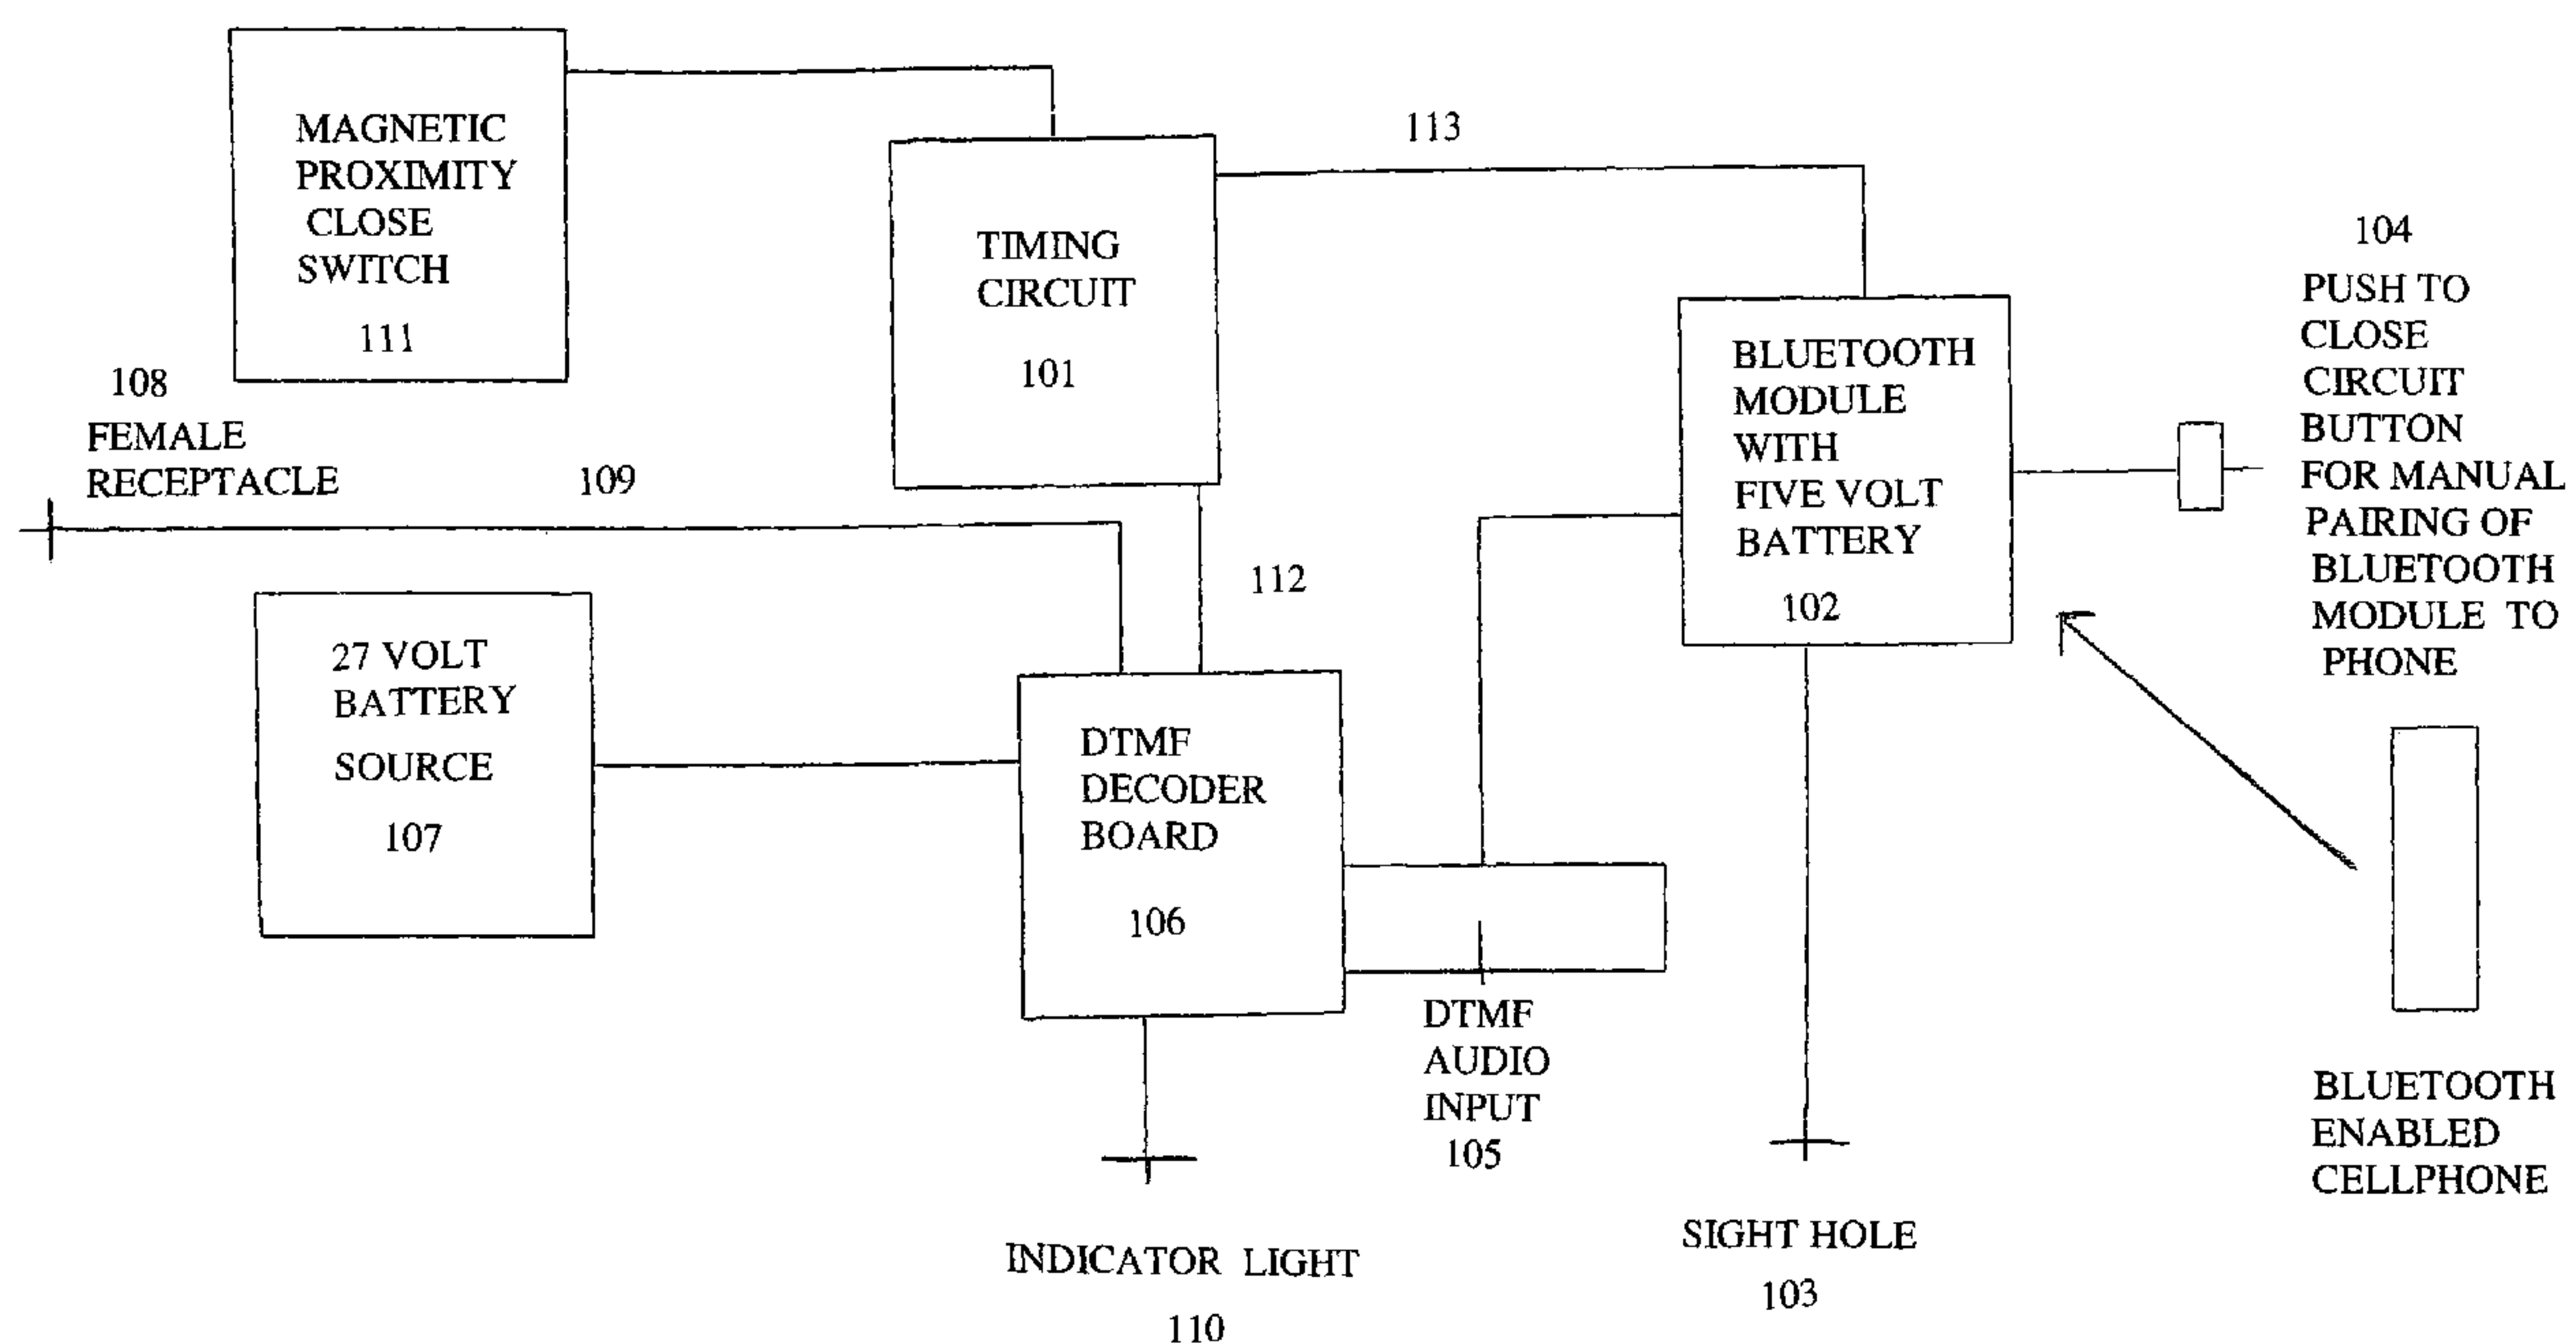 MAGNETIC
PROXIMITY
CLOSE
SWITCH
111
TIMING
CIRCUIT
101
113
104
PUSH TO
CLOSE
CIRCUIT
BUTTON
FOR MANUAL
PAIRING OF
BLUETOOTH
MODULE TO
PHONE
BLUETOOTH
MODULE
WITH
FIVE VOLT
BATTERY
102
108
FEMALE
RECEPTACLE
109
112
27 VOLT
BATTERY
SOURCE
107
DTMF
DECODER
BOARD
106
DTMF
AUDIO
INPUT
105
BLUETOOTH
ENABLED
CELLPHONE
INDICATOR LIGHT
110
SIGHT HOLE
103